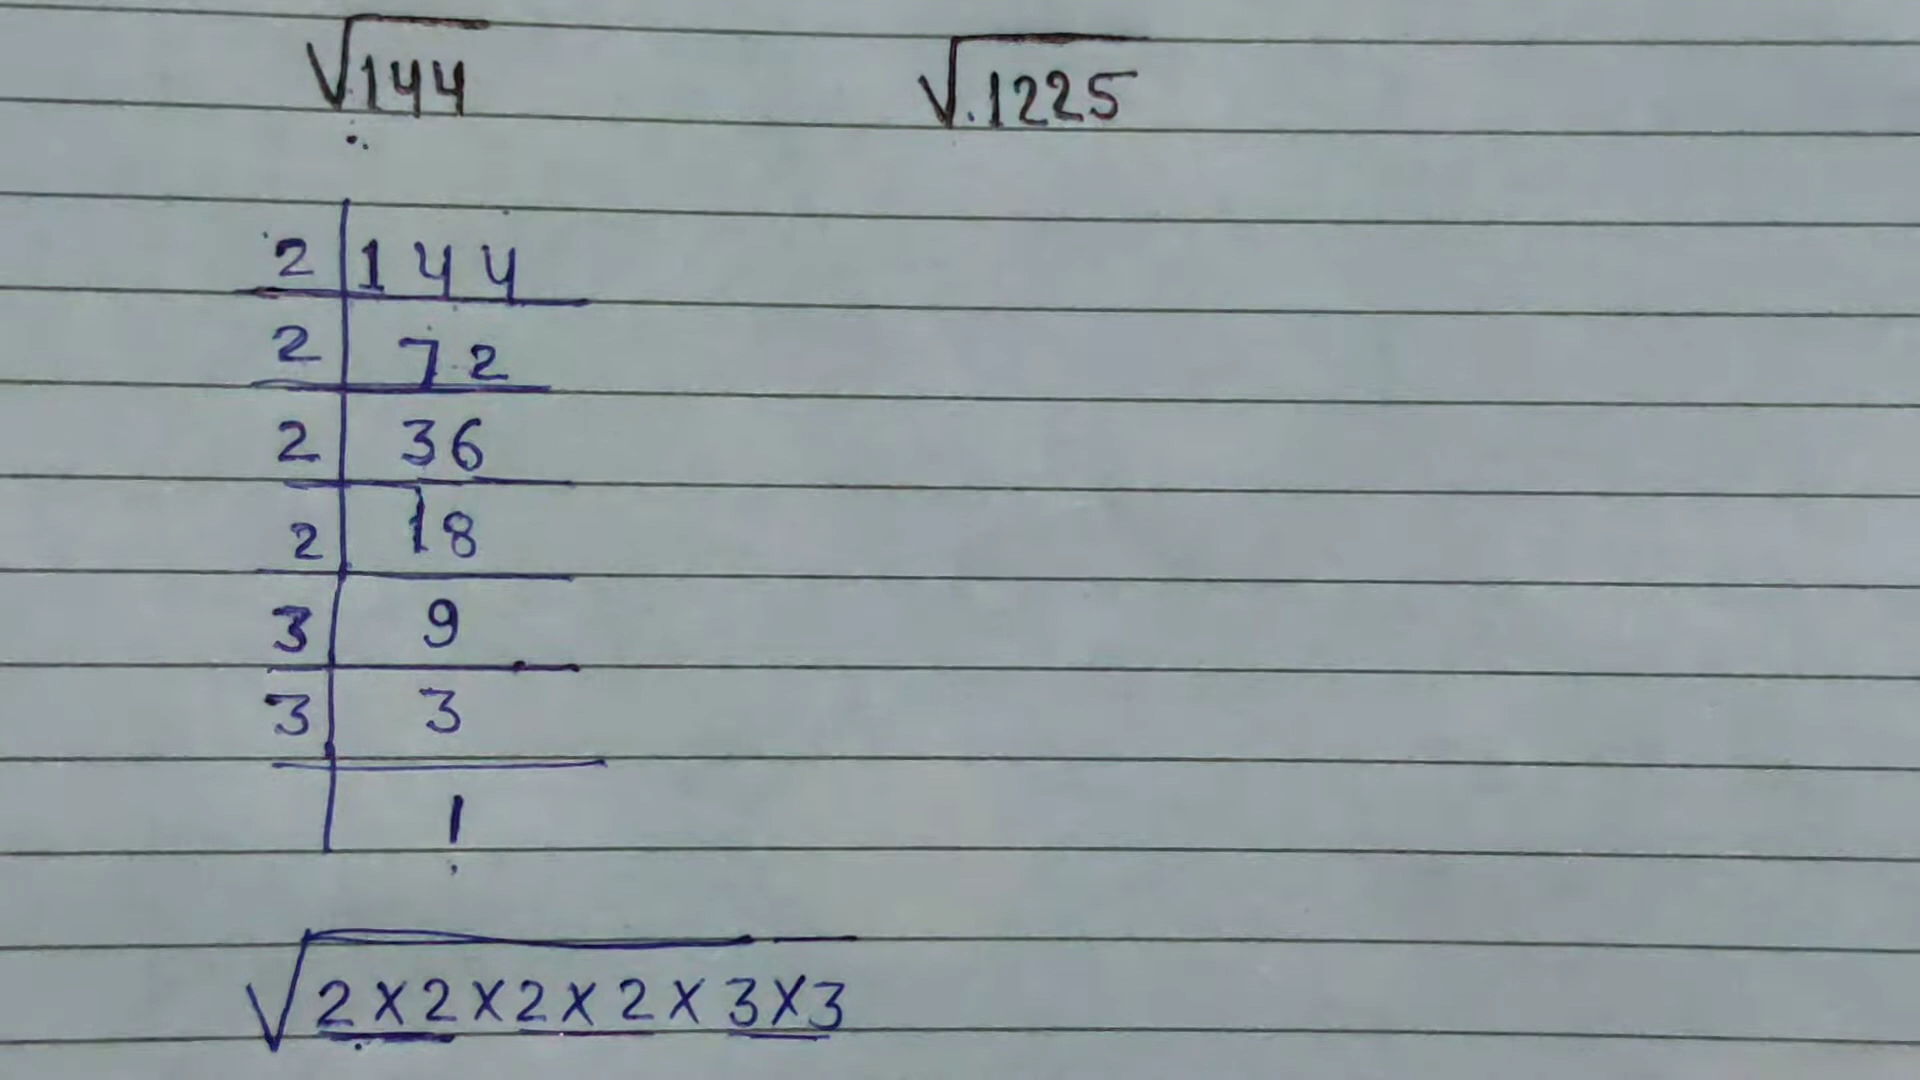 √144 √.1225
2 | 144
2 | 72
2 | 36
2 | 18
3 | 9
3 | 3
| 1
√2×2×2×2×3×3